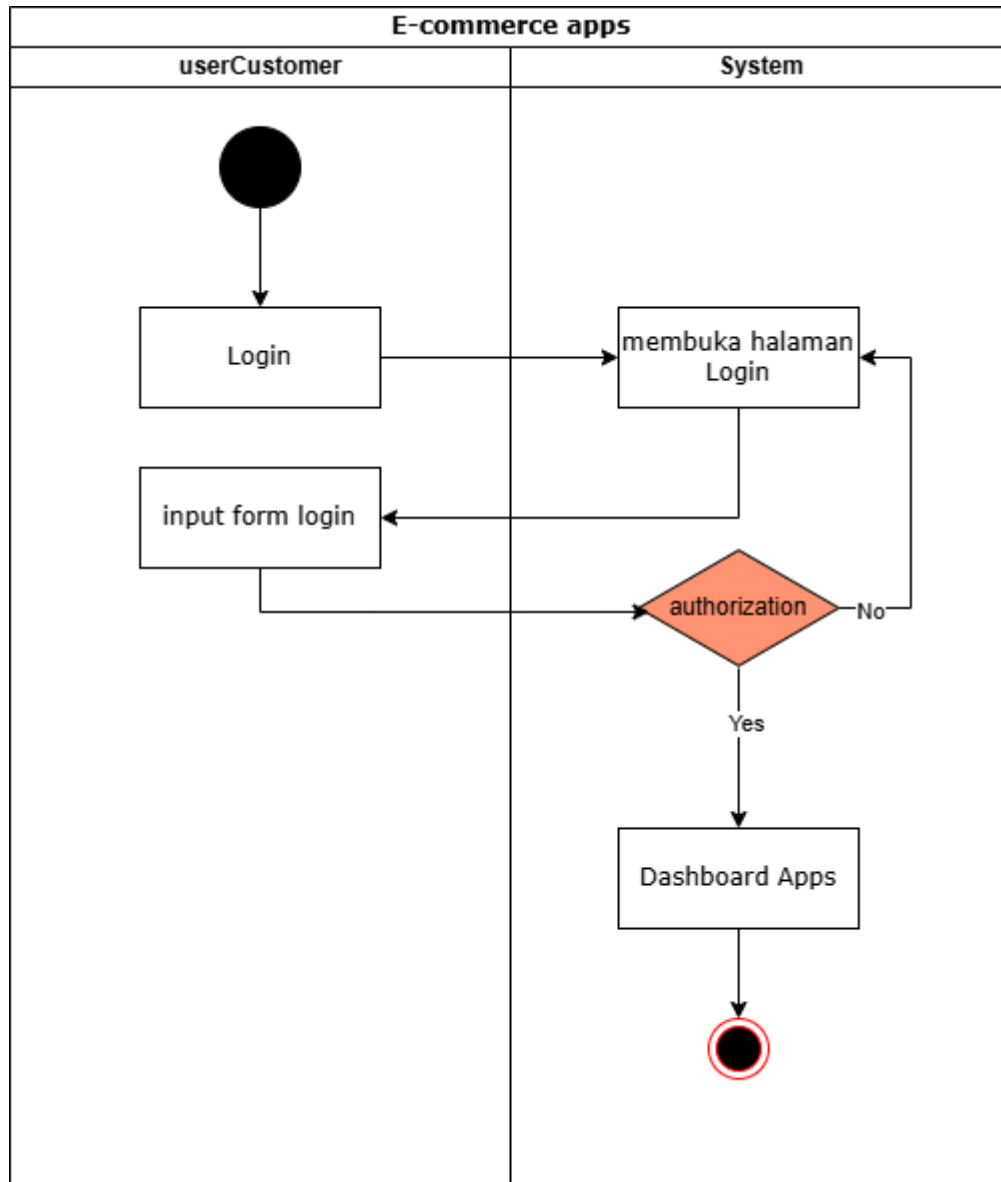 E-commerce apps
userCustomer
System
Login
membuka halaman
Login
input form login
authorization
No
Yes
Dashboard Apps